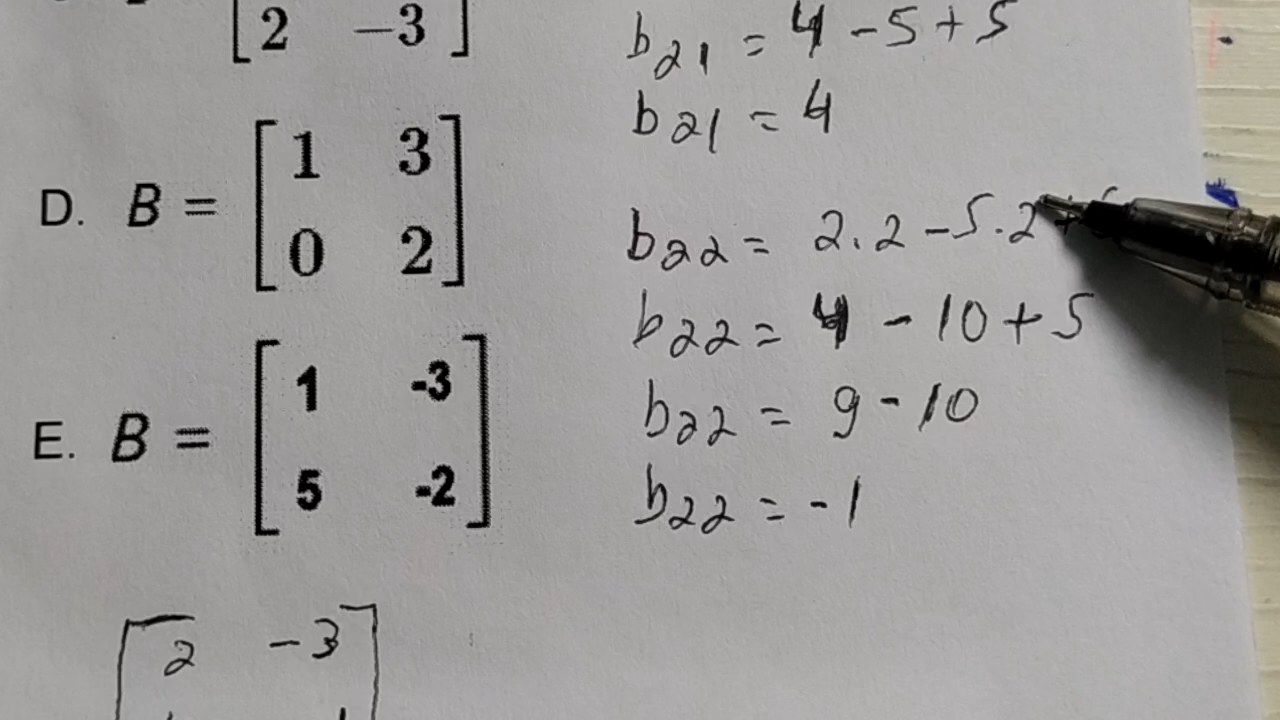 2 -3
D. B = [1 3
0 2]
E. B = [1 -3
5 -2]
b21 = 4 - 5 + 5
b21 = 4
b22 = 2.2 - 5.2
b22 = 4 - 10 + 5
b22 = 9 - 10
b22 = -1
2 -3